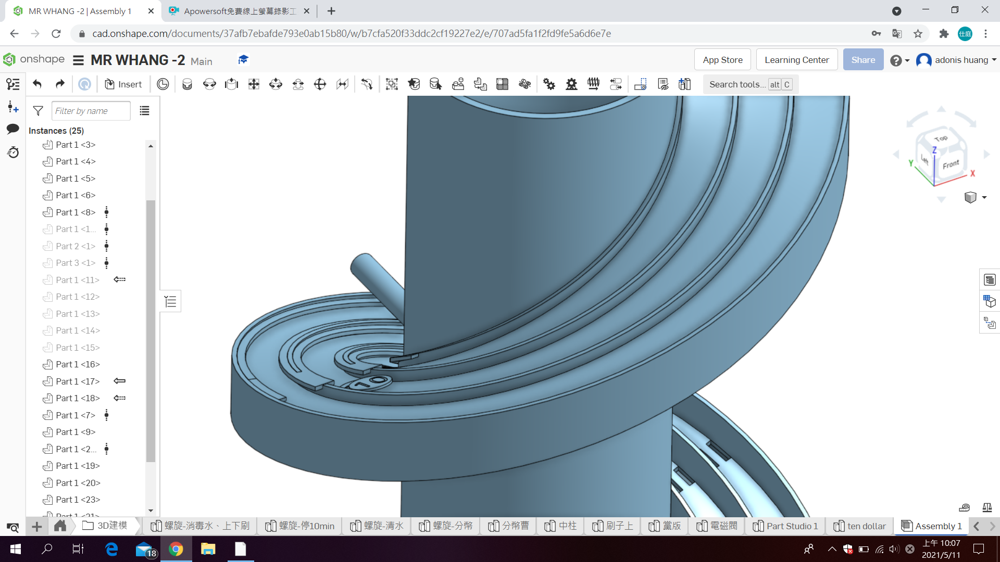 MR WHANG -2 | Assembly 1
Apowersoft免費線上螢幕錄影工
cad.onshape.com/documents/37afb7ebafde793e0ab15b80/w/b7cfa520f33ddc2cf19227e2/e/707ad5fa1f2fd9fe5a6d6e7e
仕庭
onshape
MR WHANG -2 Main
App Store
Learning Center
Share
adonis huang
Insert
Search tools... alt C
Filter by name
Instances (25)
Part 1 <3>
Part 1 <4>
Part 1 <5>
Part 1 <6>
Part 1 <8>
Part 1 <1...
Part 2 <1>
Part 3 <1>
Part 1 <11>
Part 1 <12>
Part 1 <13>
Part 1 <14>
Part 1 <15>
Part 1 <16>
Part 1 <17>
Part 1 <18>
Part 1 <7>
Part 1 <9>
Part 1 <2...
Part 1 <19>
Part 1 <20>
Part 1 <23>
Part 1 <21>
Top
Left
Front
Z
Y
X
3D建模
螺旋-消毒水、上下刷
螺旋-停10min
螺旋-清水
螺旋-分幣
分幣曹
中柱
刷子上
黨版
電磁閥
Part Studio 1
ten dollar
Assembly 1
18
上午 10:07
2021/5/11